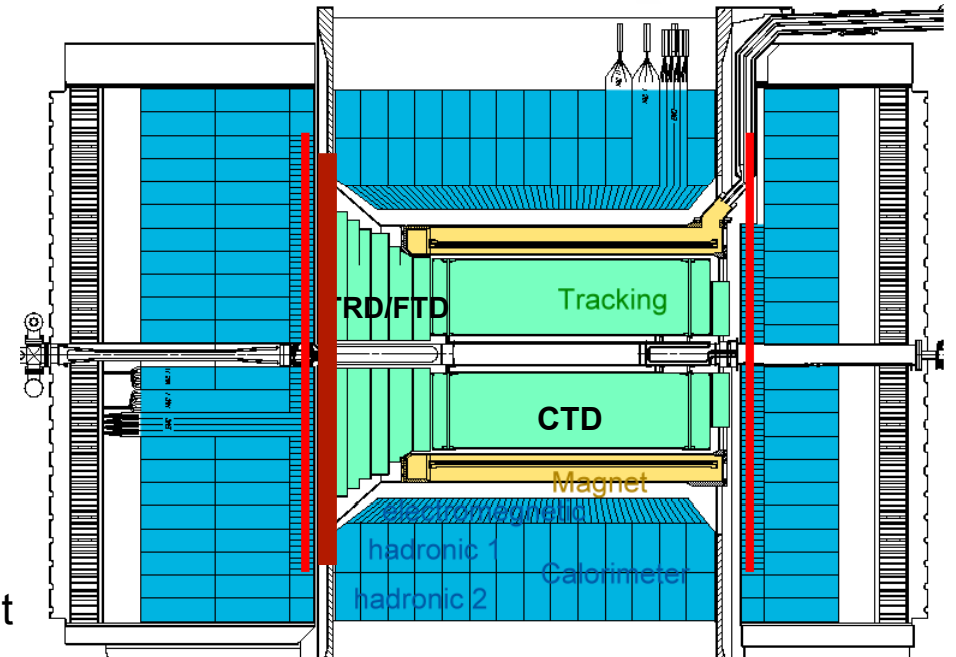 TRD/FTD
Tracking
CTD
Magnet
electromagnetic
hadronic 1
Calorimeter
hadronic 2
t